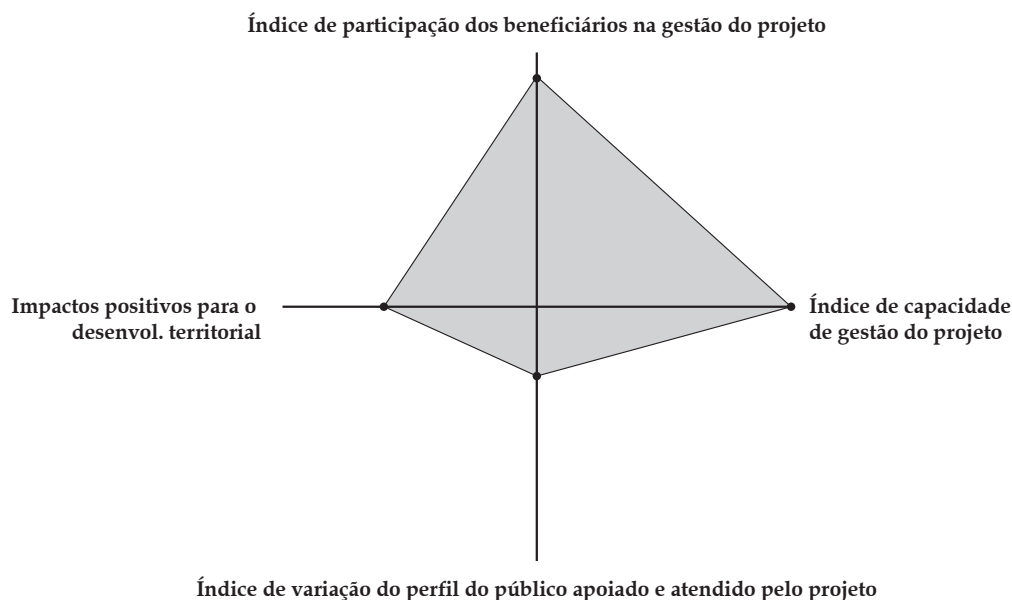 Índice de participação dos beneficiários na gestão do projeto
Impactos positivos para o
desenvol. territorial
Índice de capacidade
de gestão do projeto
Índice de variação do perfil do público apoiado e atendido pelo projeto